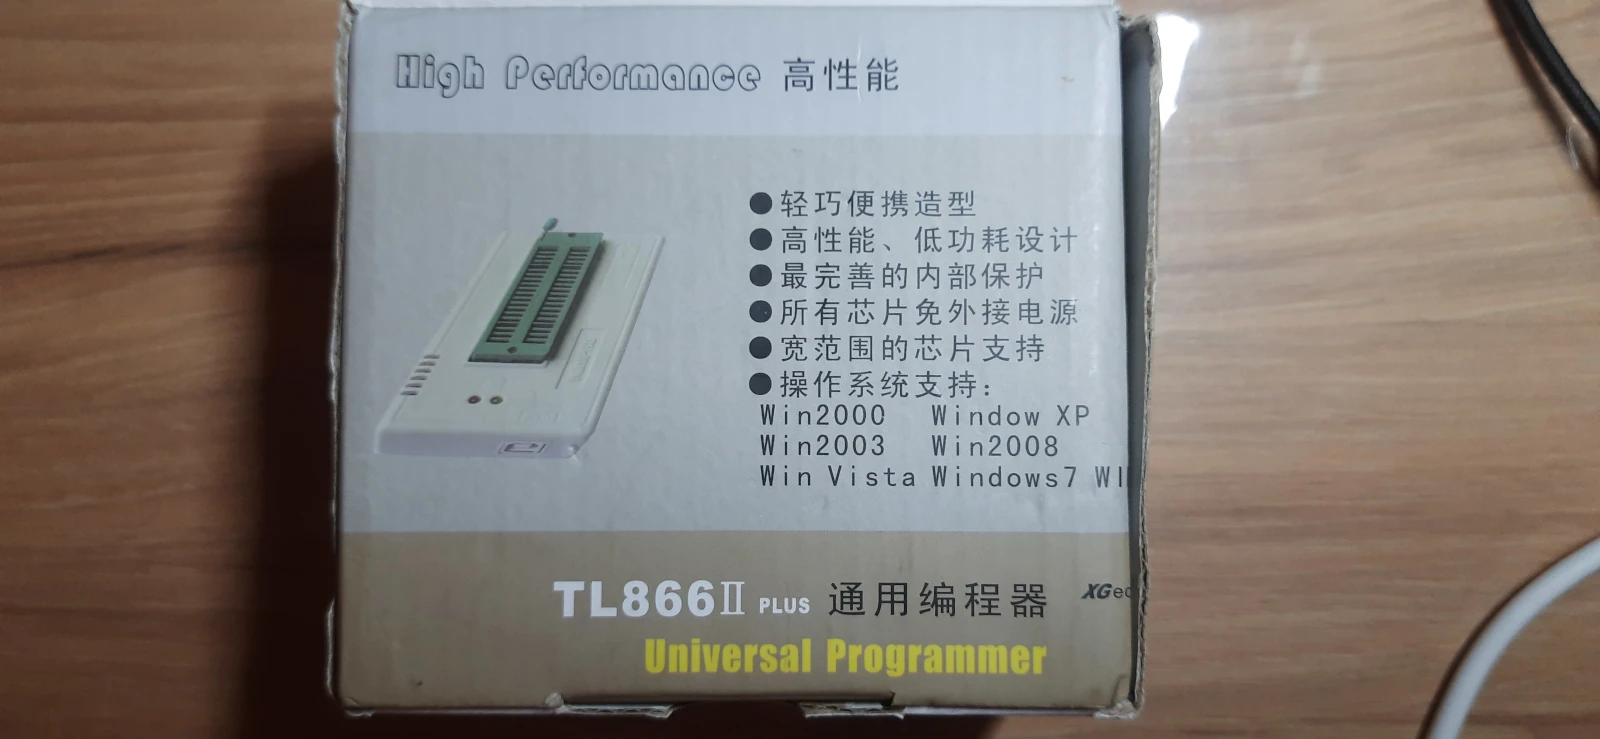 High Performance 高性能
●轻巧便携造型
●高性能、低功耗设计
●最完善的内部保护
●所有芯片免外接电源
●宽范围的芯片支持
●操作系统支持：
Win2000 Window XP
Win2003 Win2008
Win Vista Windows7
TL866Ⅱ PLUS 通用编程器
Universal Programmer